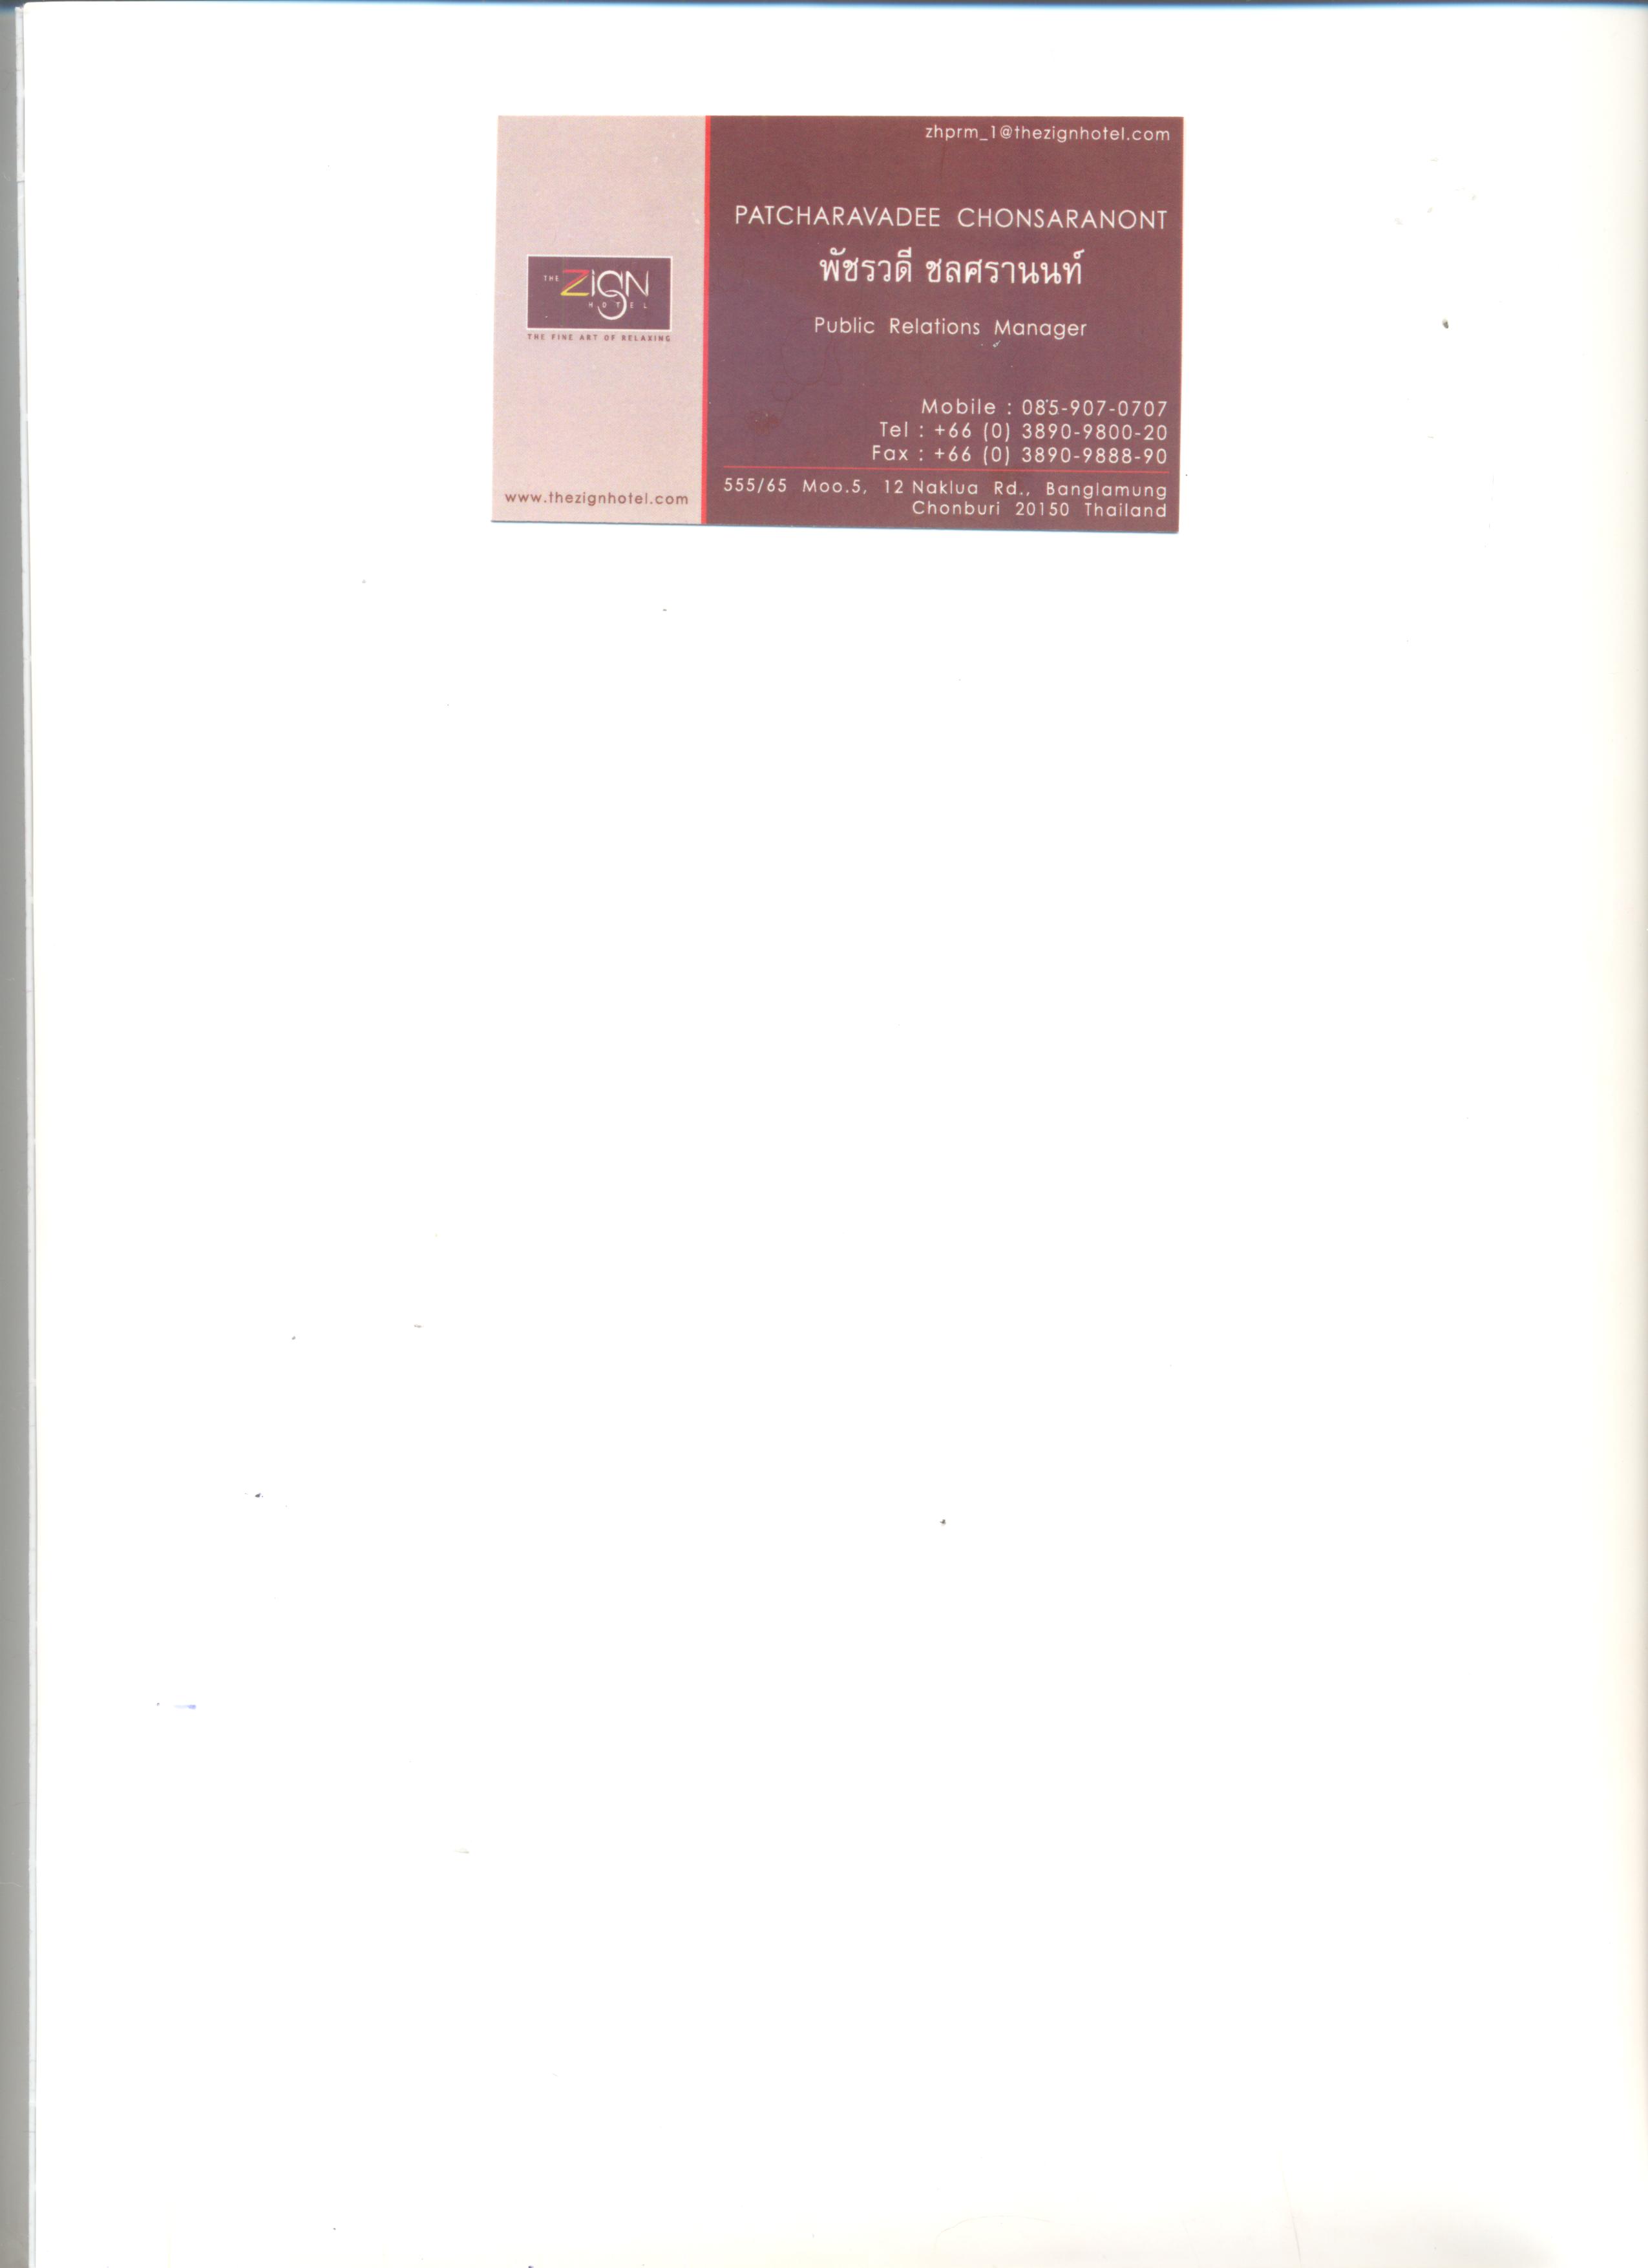 THE ZIGN
HOTEL
THE FINE ART OF RELAXING
www.thezignhotel.com
zhprm_1@thezignhotel.com
PATCHARAVADEE CHONSARANONT
พัชรวดี ชลศรานนท์
Public Relations Manager
Mobile : 085-907-0707
Tel : +66 (0) 3890-9800-20
Fax : +66 (0) 3890-9888-90
555/65 Moo.5, 12 Naklua Rd., Banglamung
Chonburi 20150 Thailand